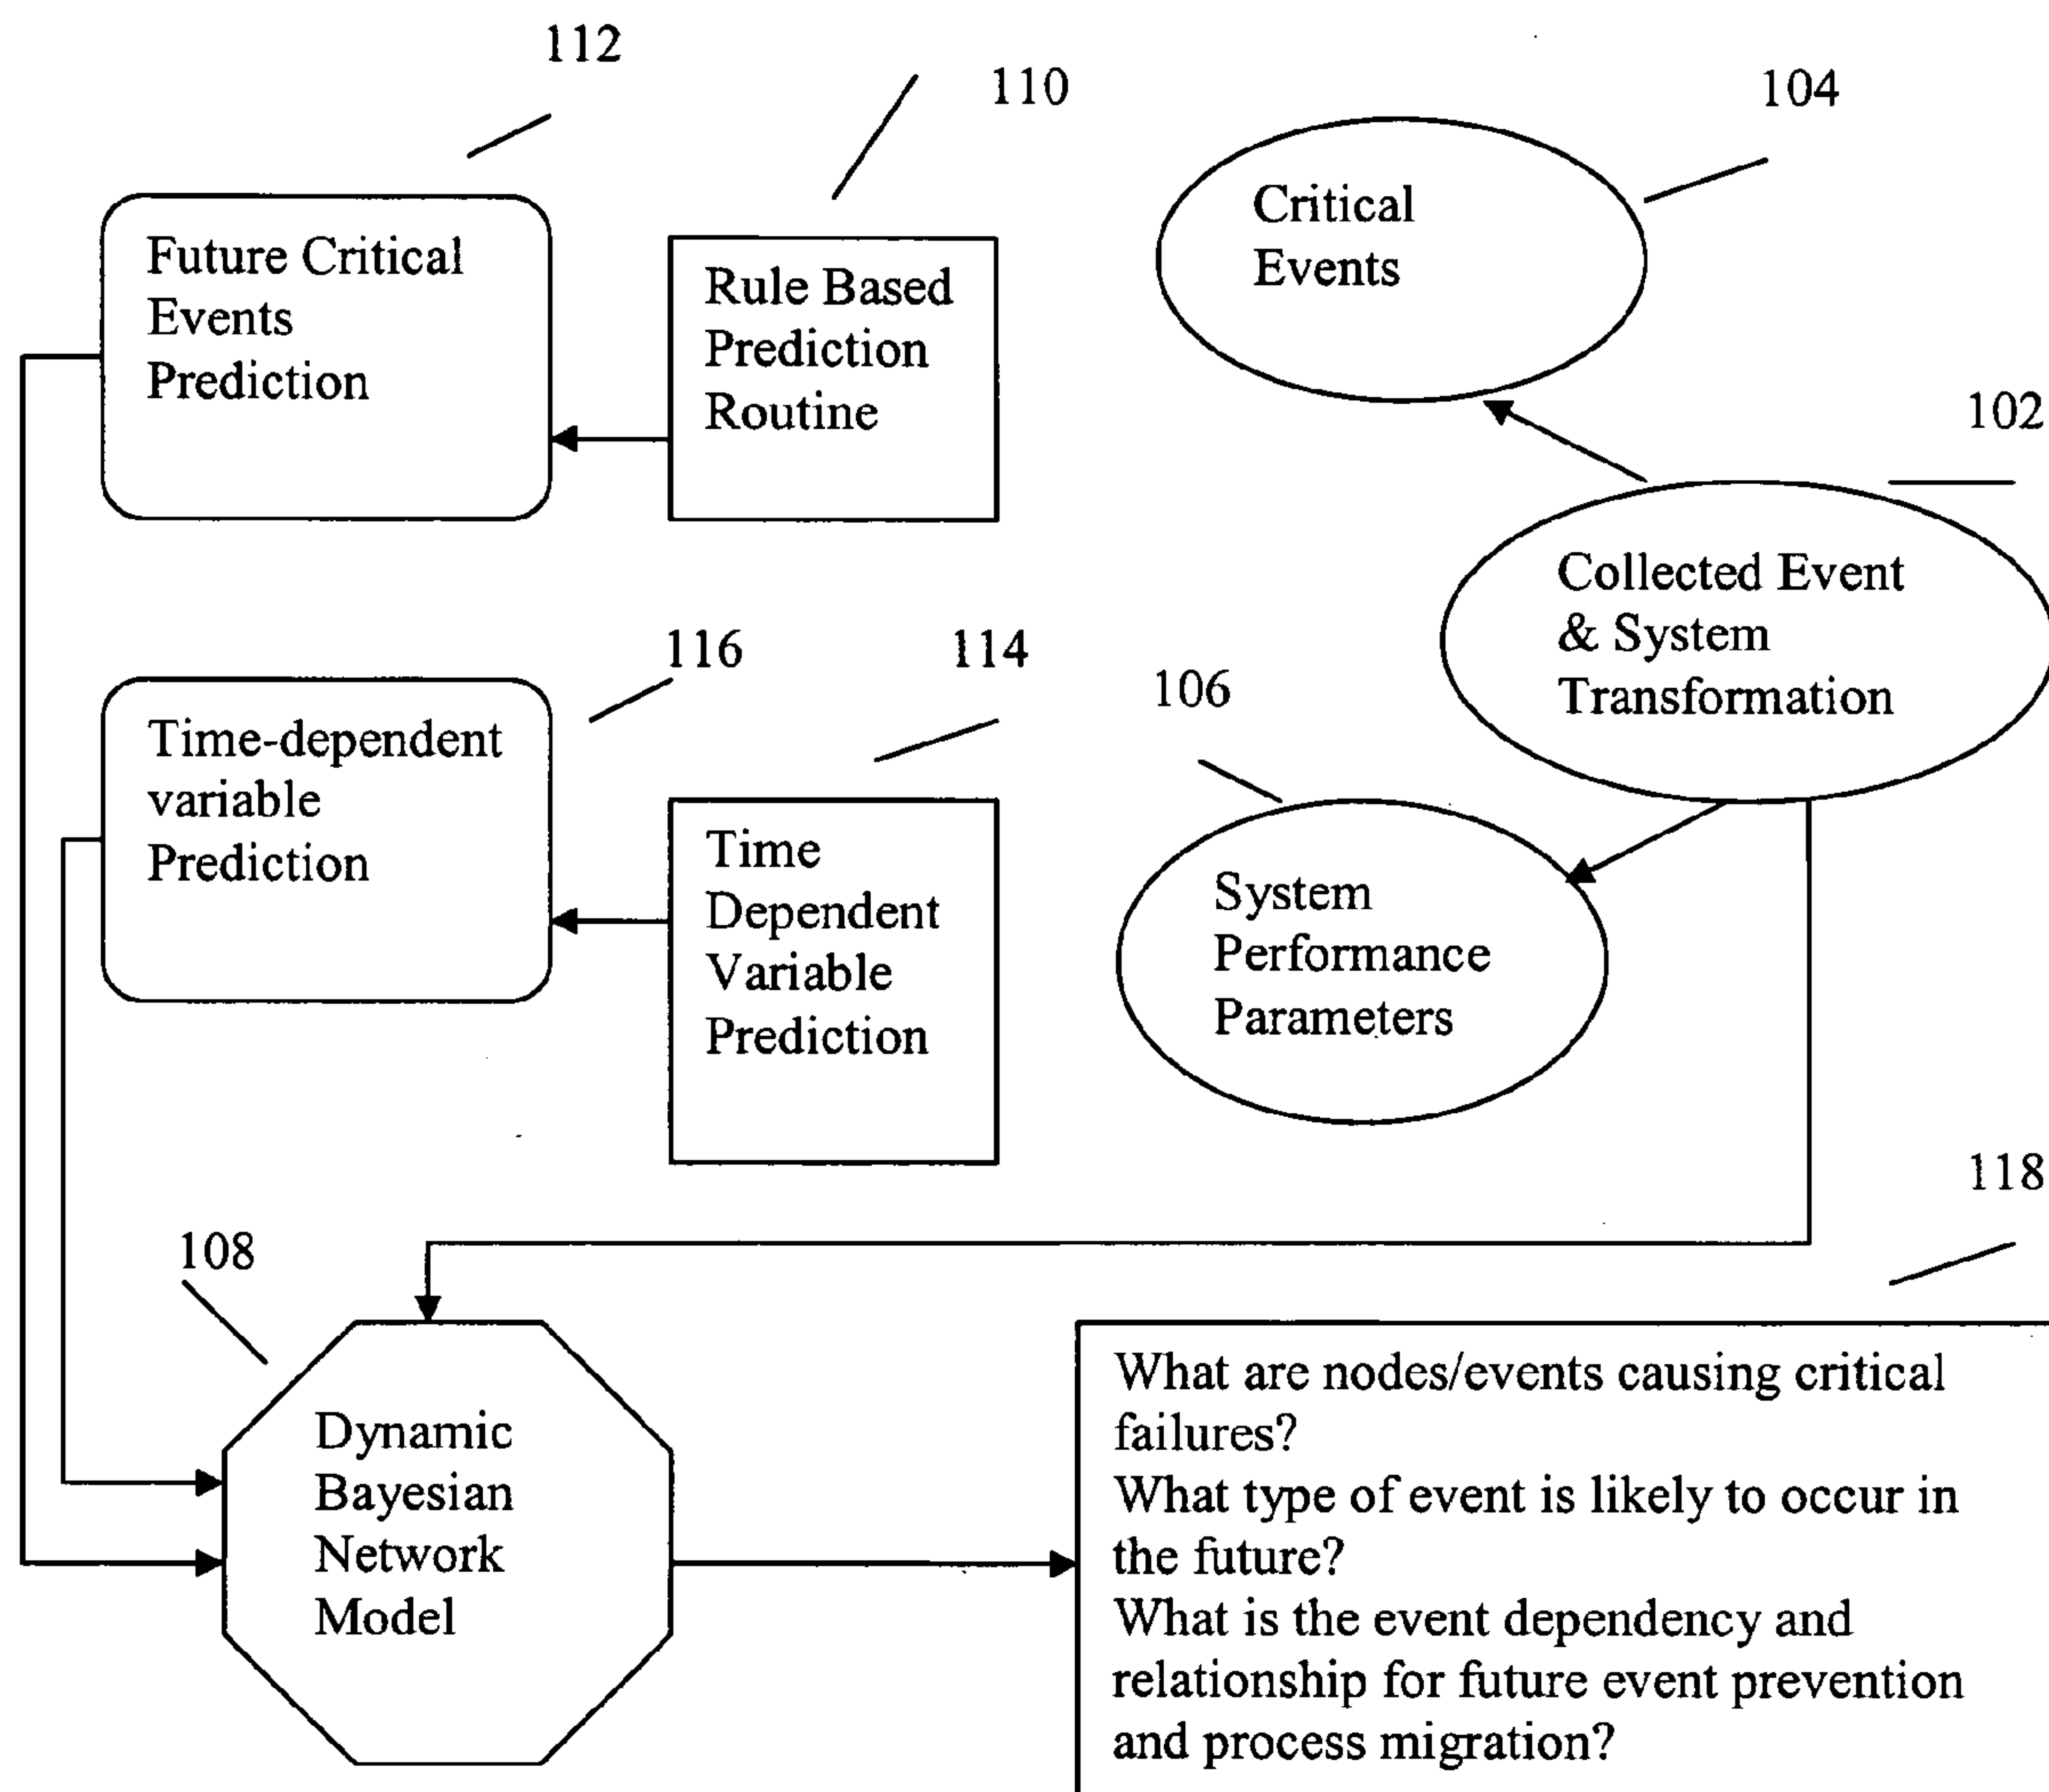 112
110
104
Future Critical
Events
Prediction
Rule Based
Prediction
Routine
Critical
Events
102
Collected Event
& System
Transformation
116
114
106
Time-dependent
variable
Prediction
Time
Dependent
Variable
Prediction
System
Performance
Parameters
118
108
Dynamic
Bayesian
Network
Model
What are nodes/events causing critical
failures?
What type of event is likely to occur in
the future?
What is the event dependency and
relationship for future event prevention
and process migration?